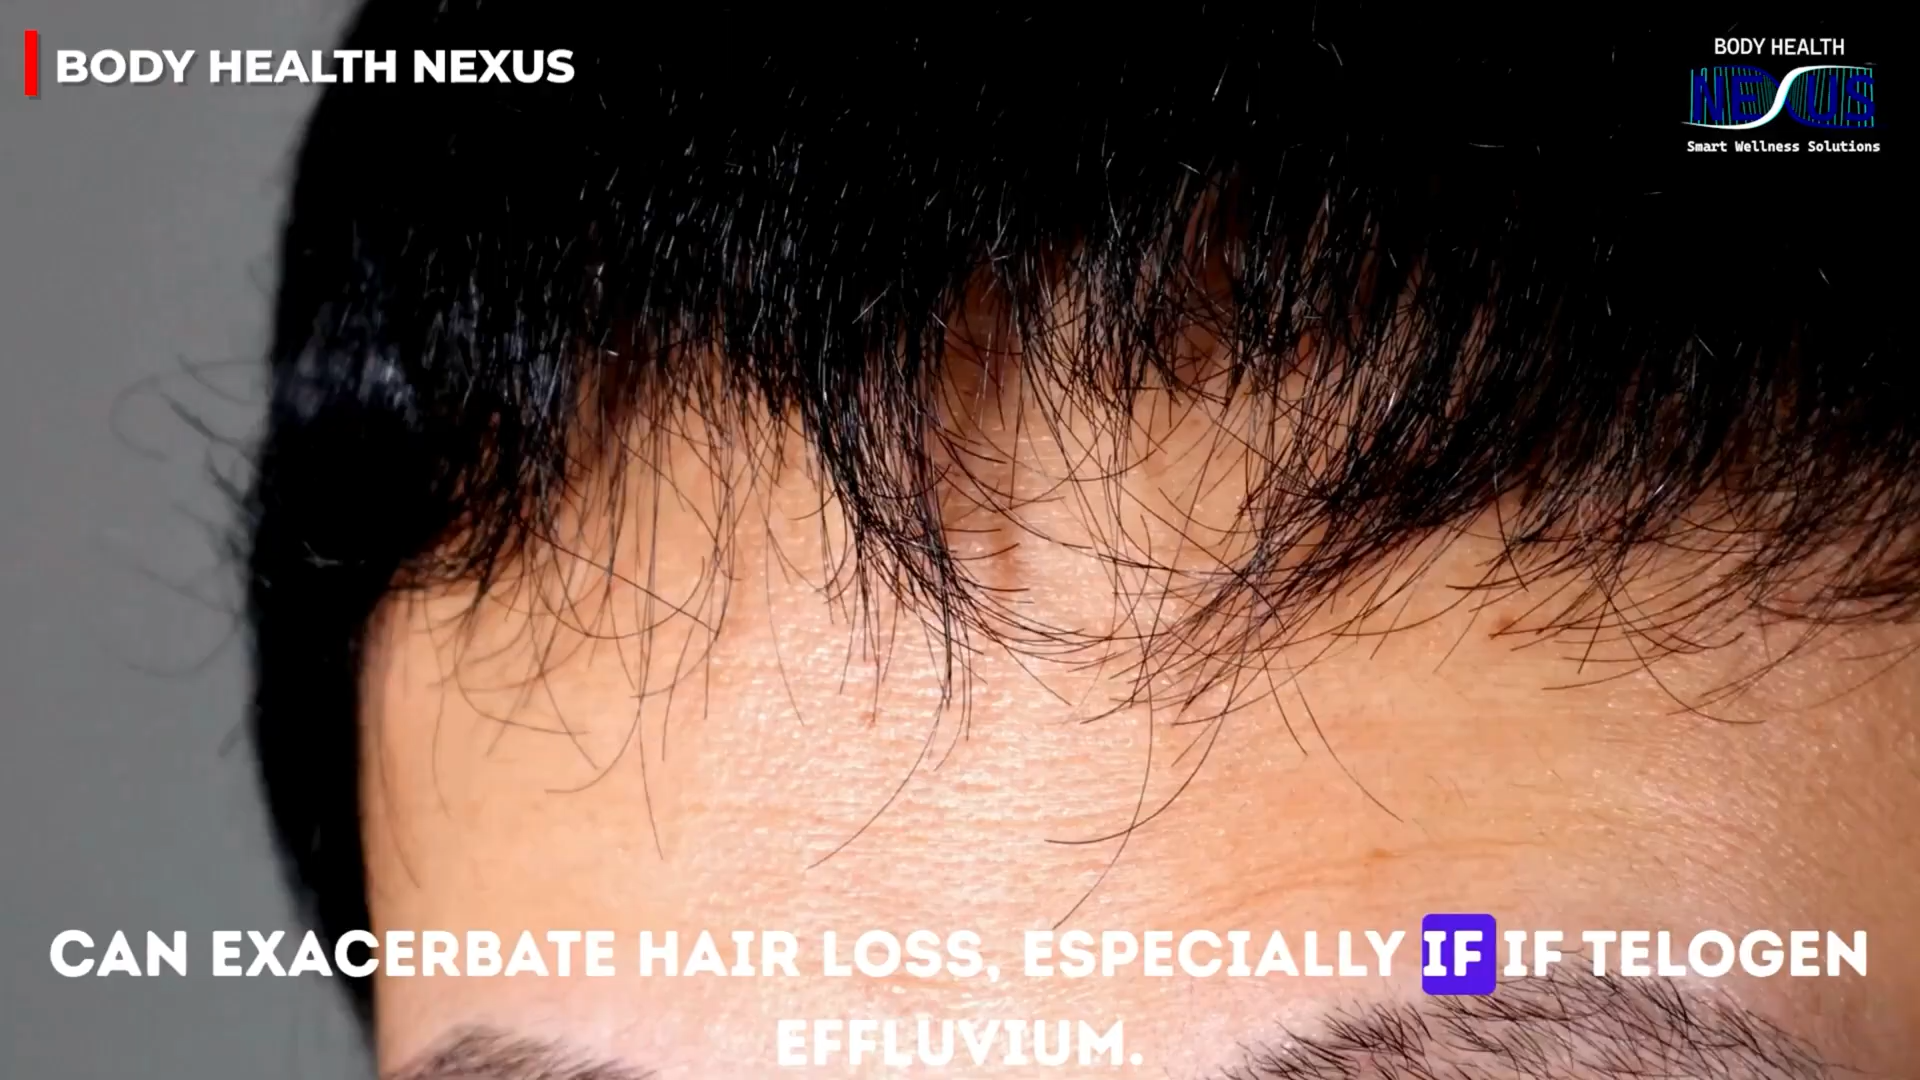 BODY HEALTH NEXUS
BODY HEALTH
NEXUS
Smart Wellness Solutions
CAN EXACERBATE HAIR LOSS, ESPECIALLY IF IF TELOGEN
EFFLUVIUM.